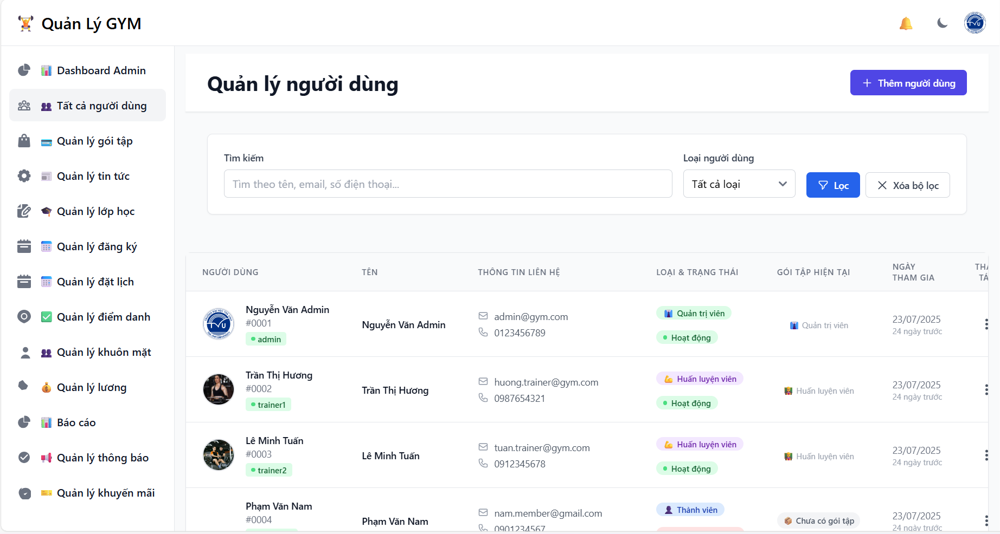 Quản Lý GYM
Dashboard Admin
Tất cả người dùng
Quản lý gói tập
Quản lý tin tức
Quản lý lớp học
Quản lý đăng ký
Quản lý đặt lịch
Quản lý điểm danh
Quản lý khuôn mặt
Quản lý lương
Báo cáo
Quản lý thông báo
Quản lý khuyến mãi
Quản lý người dùng
+ Thêm người dùng
Tìm kiếm
Tìm theo tên, email, số điện thoại...
Loại người dùng
Tất cả loại
Lọc
Xóa bộ lọc
NGƯỜI DÙNG TÊN THÔNG TIN LIÊN HỆ LOẠI & TRẠNG THÁI GÓI TẬP HIỆN TẠI NGÀY THAM GIA
Nguyễn Văn Admin
#0001
admin
Nguyễn Văn Admin
admin@gym.com
0123456789
Quản trị viên
Hoạt động
Quản trị viên
23/07/2025
24 ngày trước
Trần Thị Hương
#0002
trainer1
Trần Thị Hương
huong.trainer@gym.com
0987654321
Huấn luyện viên
Hoạt động
Huấn luyện viên
23/07/2025
24 ngày trước
Lê Minh Tuấn
#0003
trainer2
Lê Minh Tuấn
tuan.trainer@gym.com
0912345678
Huấn luyện viên
Hoạt động
Huấn luyện viên
23/07/2025
24 ngày trước
Phạm Văn Nam
#0004
Phạm Văn Nam
nam.member@gmail.com
0901234567
Thành viên
Chưa có gói tập
23/07/2025
24 ngày trước